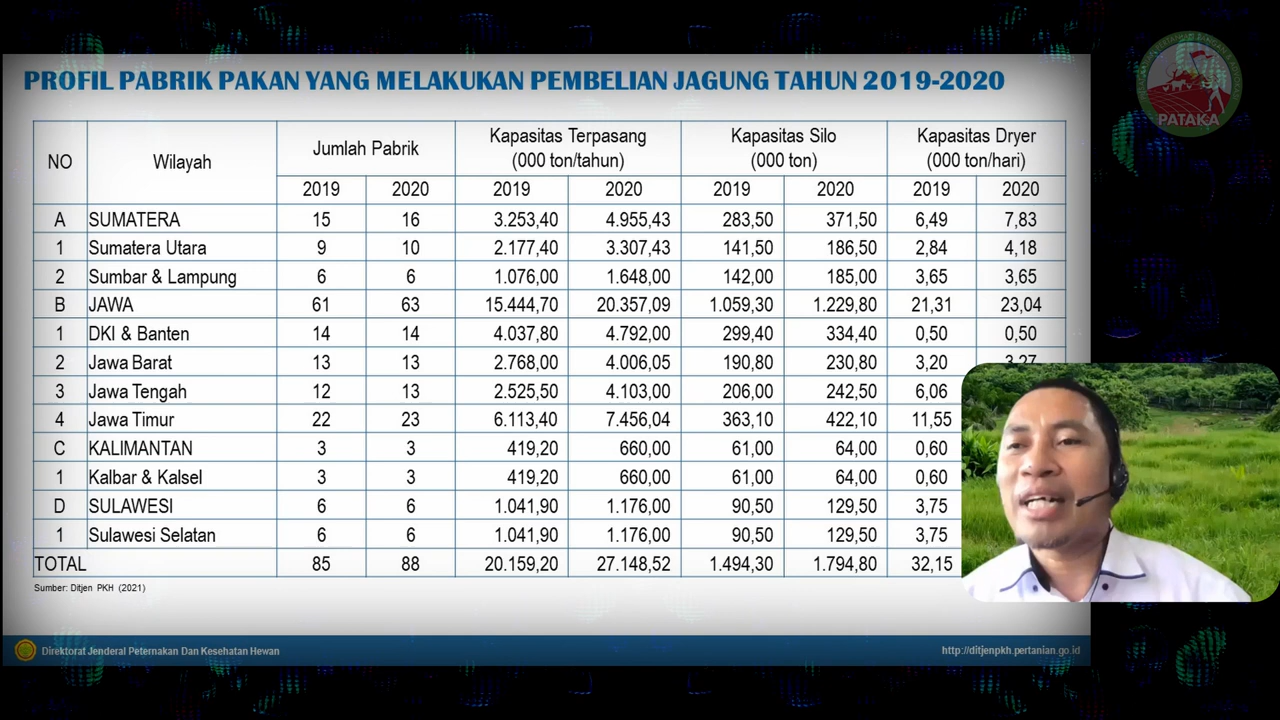 PROFIL PABRIK PAKAN YANG MELAKUKAN PEMBELIAN JAGUNG TAHUN 2019-2020
PATAKA
NO Wilayah Jumlah Pabrik Kapasitas Terpasang (000 ton/tahun) Kapasitas Silo (000 ton) Kapasitas Dryer (000 ton/hari)
2019 2020 2019 2020 2019 2020 2019 2020
A SUMATERA 15 16 3.253,40 4.955,43 283,50 371,50 6,49 7,83
1 Sumatera Utara 9 10 2.177,40 3.307,43 141,50 186,50 2,84 4,18
2 Sumbar & Lampung 6 6 1.076,00 1.648,00 142,00 185,00 3,65 3,65
B JAWA 61 63 15.444,70 20.357,09 1.059,30 1.229,80 21,31 23,04
1 DKI & Banten 14 14 4.037,80 4.792,00 299,40 334,40 0,50 0,50
2 Jawa Barat 13 13 2.768,00 4.006,05 190,80 230,80 3,20 3,27
3 Jawa Tengah 12 13 2.525,50 4.103,00 206,00 242,50 6,06
4 Jawa Timur 22 23 6.113,40 7.456,04 363,10 422,10 11,55
C KALIMANTAN 3 3 419,20 660,00 61,00 64,00 0,60
1 Kalbar & Kalsel 3 3 419,20 660,00 61,00 64,00 0,60
D SULAWESI 6 6 1.041,90 1.176,00 90,50 129,50 3,75
1 Sulawesi Selatan 6 6 1.041,90 1.176,00 90,50 129,50 3,75
TOTAL 85 88 20.159,20 27.148,52 1.494,30 1.794,80 32,15
Sumber: Ditjen PKH (2021)
Direktorat Jenderal Peternakan Dan Kesehatan Hewan
http://ditjenpkh.pertanian.go.id